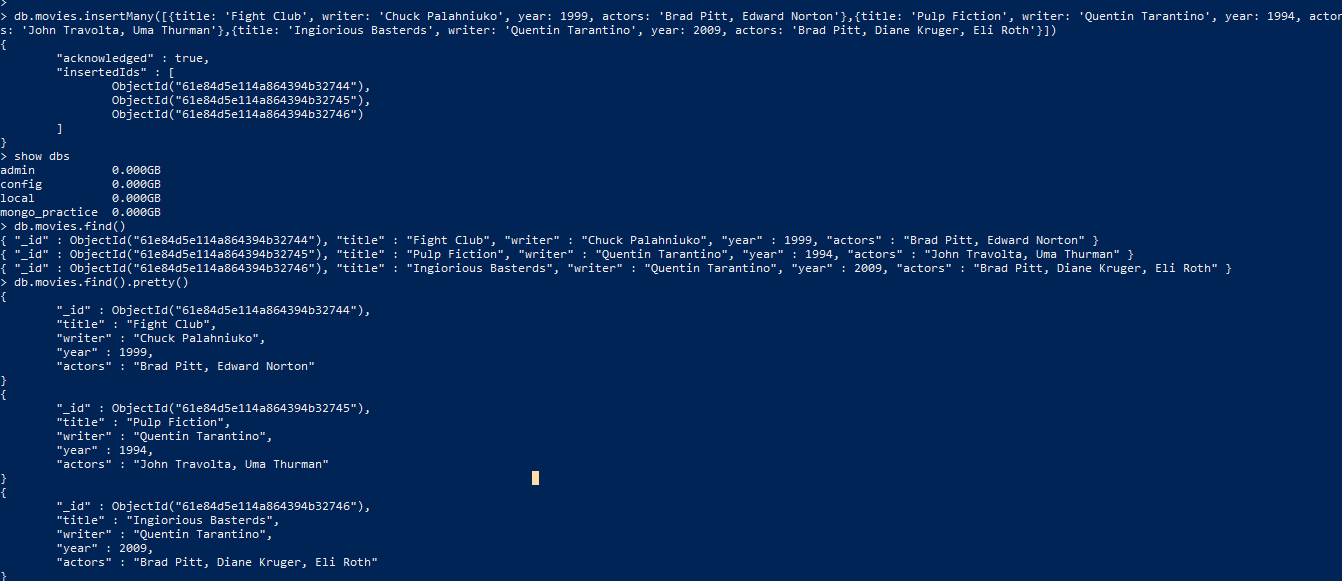 >
> db.movies.insertMany([{title: 'Fight Club', writer: 'Chuck Palahniuko', year: 1999, actors: 'Brad Pitt, Edward Norton'},{title: 'Pulp Fiction', writer: 'Quentin Tarantino', year: 1994, actor
s: 'John Travolta, Uma Thurman'},{title: 'Ingiorious Basterds', writer: 'Quentin Tarantino', year: 2009, actors: 'Brad Pitt, Diane Kruger, Eli Roth'}])
{
        "acknowledged" : true,
        "insertedIds" : [
                ObjectId("61e84d5e114a864394b32744"),
                ObjectId("61e84d5e114a864394b32745"),
                ObjectId("61e84d5e114a864394b32746")
        ]
}
> show dbs
admin           0.000GB
config          0.000GB
local           0.000GB
mongo_practice  0.000GB
> db.movies.find()
{ "_id" : ObjectId("61e84d5e114a864394b32744"), "title" : "Fight Club", "writer" : "Chuck Palahniuko", "year" : 1999, "actors" : "Brad Pitt, Edward Norton" }
{ "_id" : ObjectId("61e84d5e114a864394b32745"), "title" : "Pulp Fiction", "writer" : "Quentin Tarantino", "year" : 1994, "actors" : "John Travolta, Uma Thurman" }
{ "_id" : ObjectId("61e84d5e114a864394b32746"), "title" : "Ingiorious Basterds", "writer" : "Quentin Tarantino", "year" : 2009, "actors" : "Brad Pitt, Diane Kruger, Eli Roth" }
> db.movies.find().pretty()
{
        "_id" : ObjectId("61e84d5e114a864394b32744"),
        "title" : "Fight Club",
        "writer" : "Chuck Palahniuko",
        "year" : 1999,
        "actors" : "Brad Pitt, Edward Norton"
}
{
        "_id" : ObjectId("61e84d5e114a864394b32745"),
        "title" : "Pulp Fiction",
        "writer" : "Quentin Tarantino",
        "year" : 1994,
        "actors" : "John Travolta, Uma Thurman"
}
{
        "_id" : ObjectId("61e84d5e114a864394b32746"),
        "title" : "Ingiorious Basterds",
        "writer" : "Quentin Tarantino",
        "year" : 2009,
        "actors" : "Brad Pitt, Diane Kruger, Eli Roth"
}